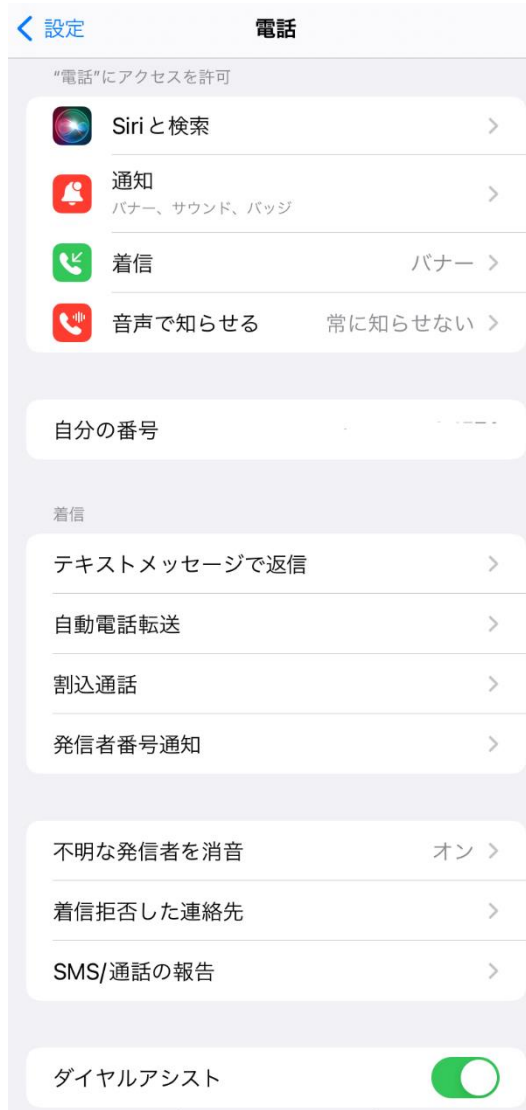 設定
電話
“電話”にアクセスを許可
Siriと検索
通知
バナー、サウンド、バッジ
着信 バナー
音声で知らせる 常に知らせない
自分の番号
着信
テキストメッセージで返信
自動電話転送
割込通話
発信者番号通知
不明な発信者を消音 オン
着信拒否した連絡先
SMS/通話の報告
ダイヤルアシスト